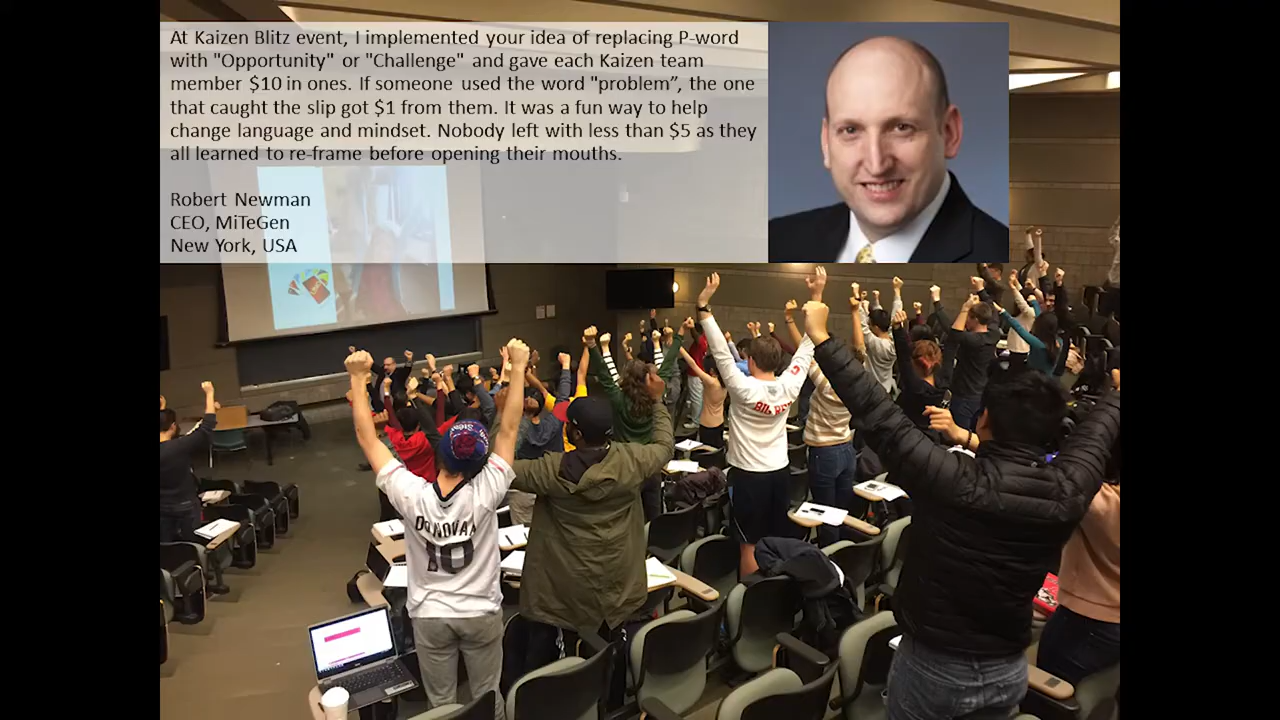 At Kaizen Blitz event, I implemented your idea of replacing P-word
with "Opportunity" or "Challenge" and gave each Kaizen team
member $10 in ones. If someone used the word "problem”, the one
that caught the slip got $1 from them. It was a fun way to help
change language and mindset. Nobody left with less than $5 as they
all learned to re-frame before opening their mouths.
Robert Newman
CEO, MiTeGen
New York, USA
DONOVAN
10